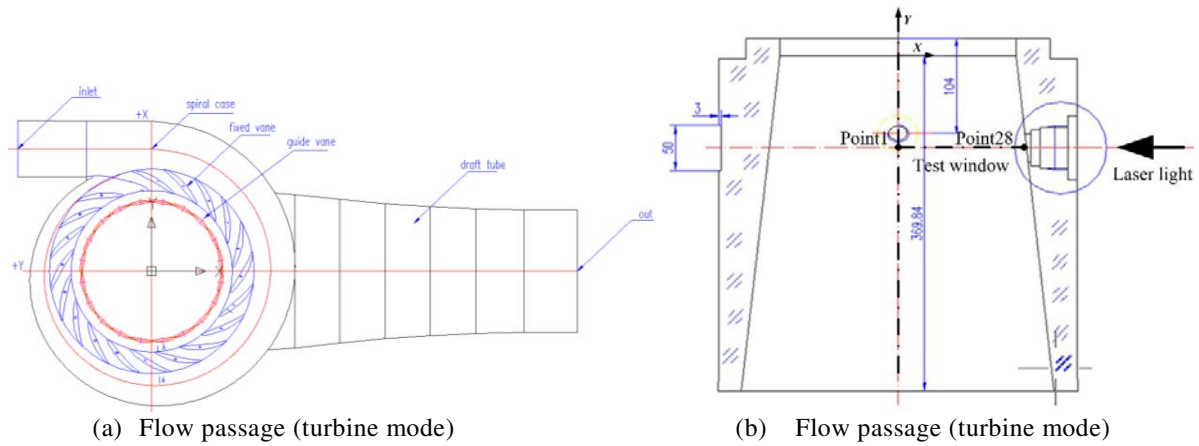 inlet
+X
spiral case
fixed vane
guide vane
draft tube
out
+Y
Y
X
Y
X
104
3
50
Point1
Point28
Test window
Laser light
369.84
(a) Flow passage (turbine mode)
(b) Flow passage (turbine mode)